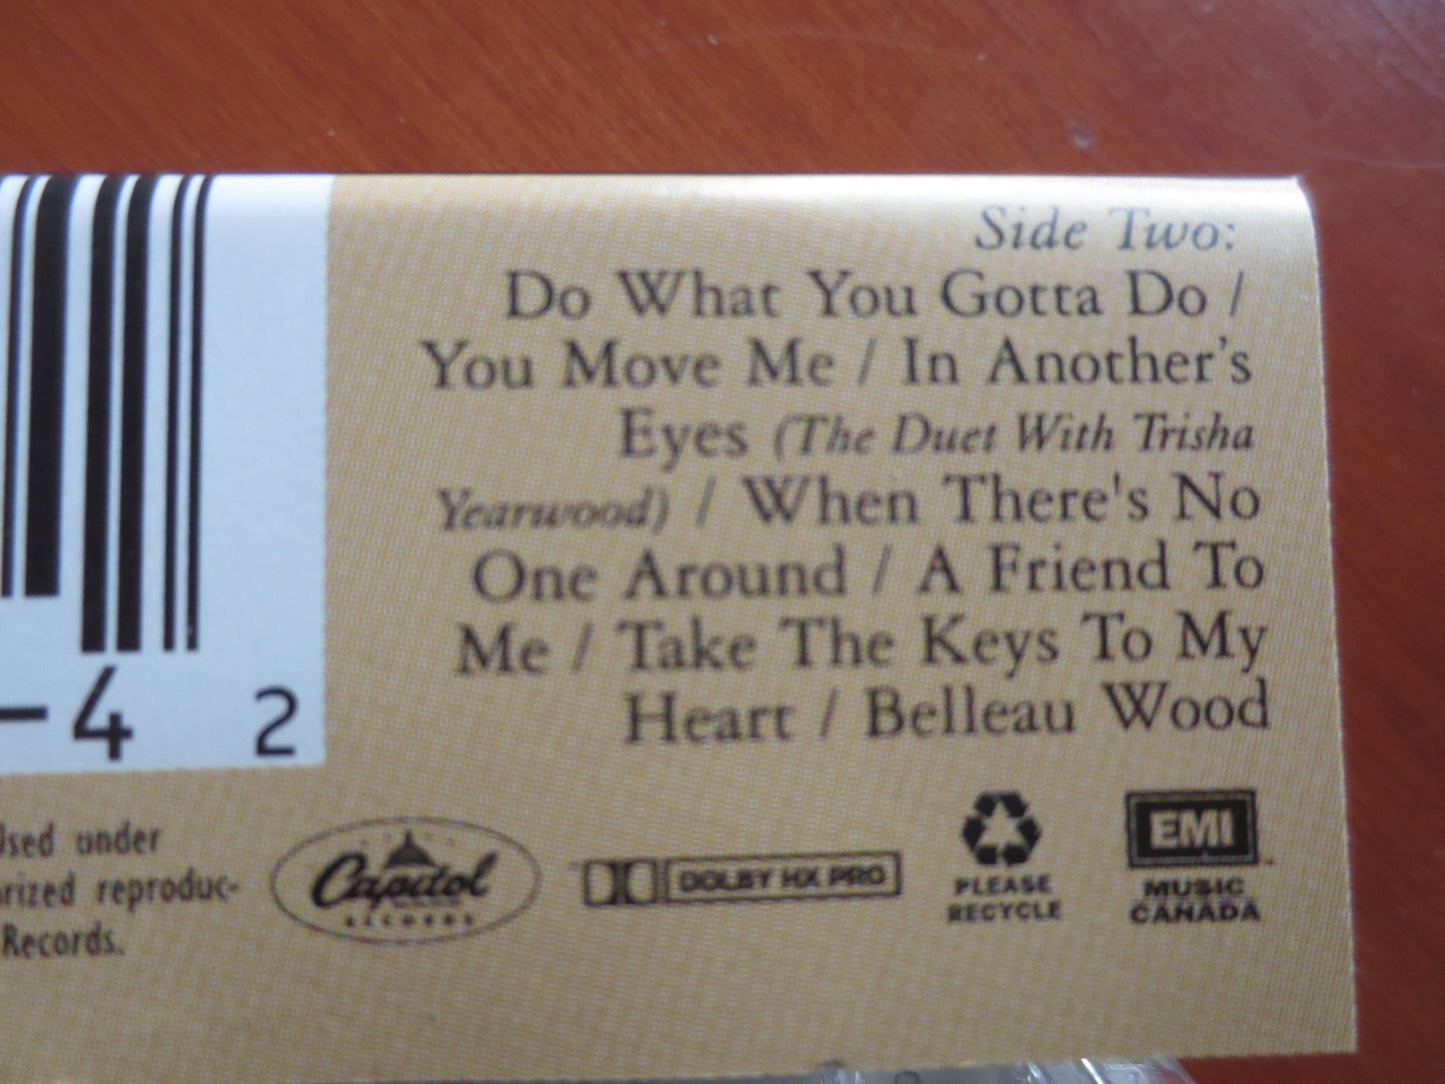 Side Two:
Do What You Gotta Do /
You Move Me / In Another's
Eyes (The Duet With Trisha
Yearwood) / When There's No
One Around / A Friend To
Me / Take The Keys To My
Heart / Belleau Wood
-4 2
Used under
orized reproduc-
Records.
Capitol
RECORDS
DOLBY HX PRO
PLEASE
RECYCLE
EMI
MUSIC
CANADA